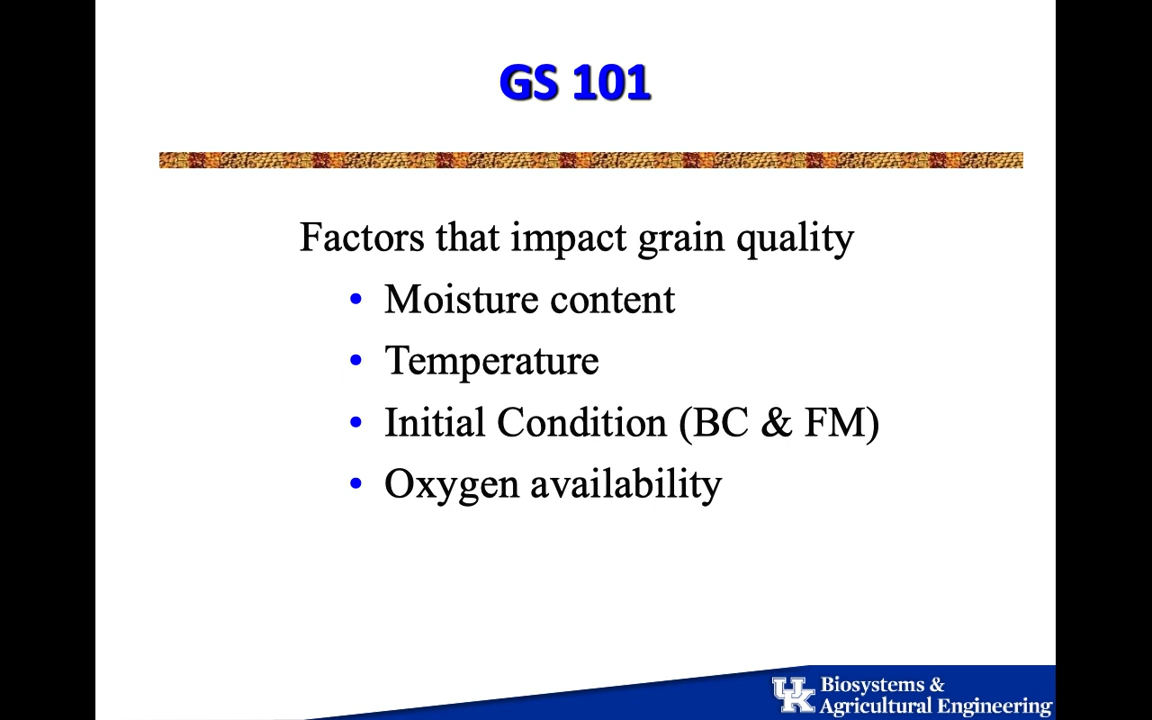 GS 101
Factors that impact grain quality
• Moisture content
• Temperature
• Initial Condition (BC & FM)
• Oxygen availability
UK Biosystems &
Agricultural Engineering